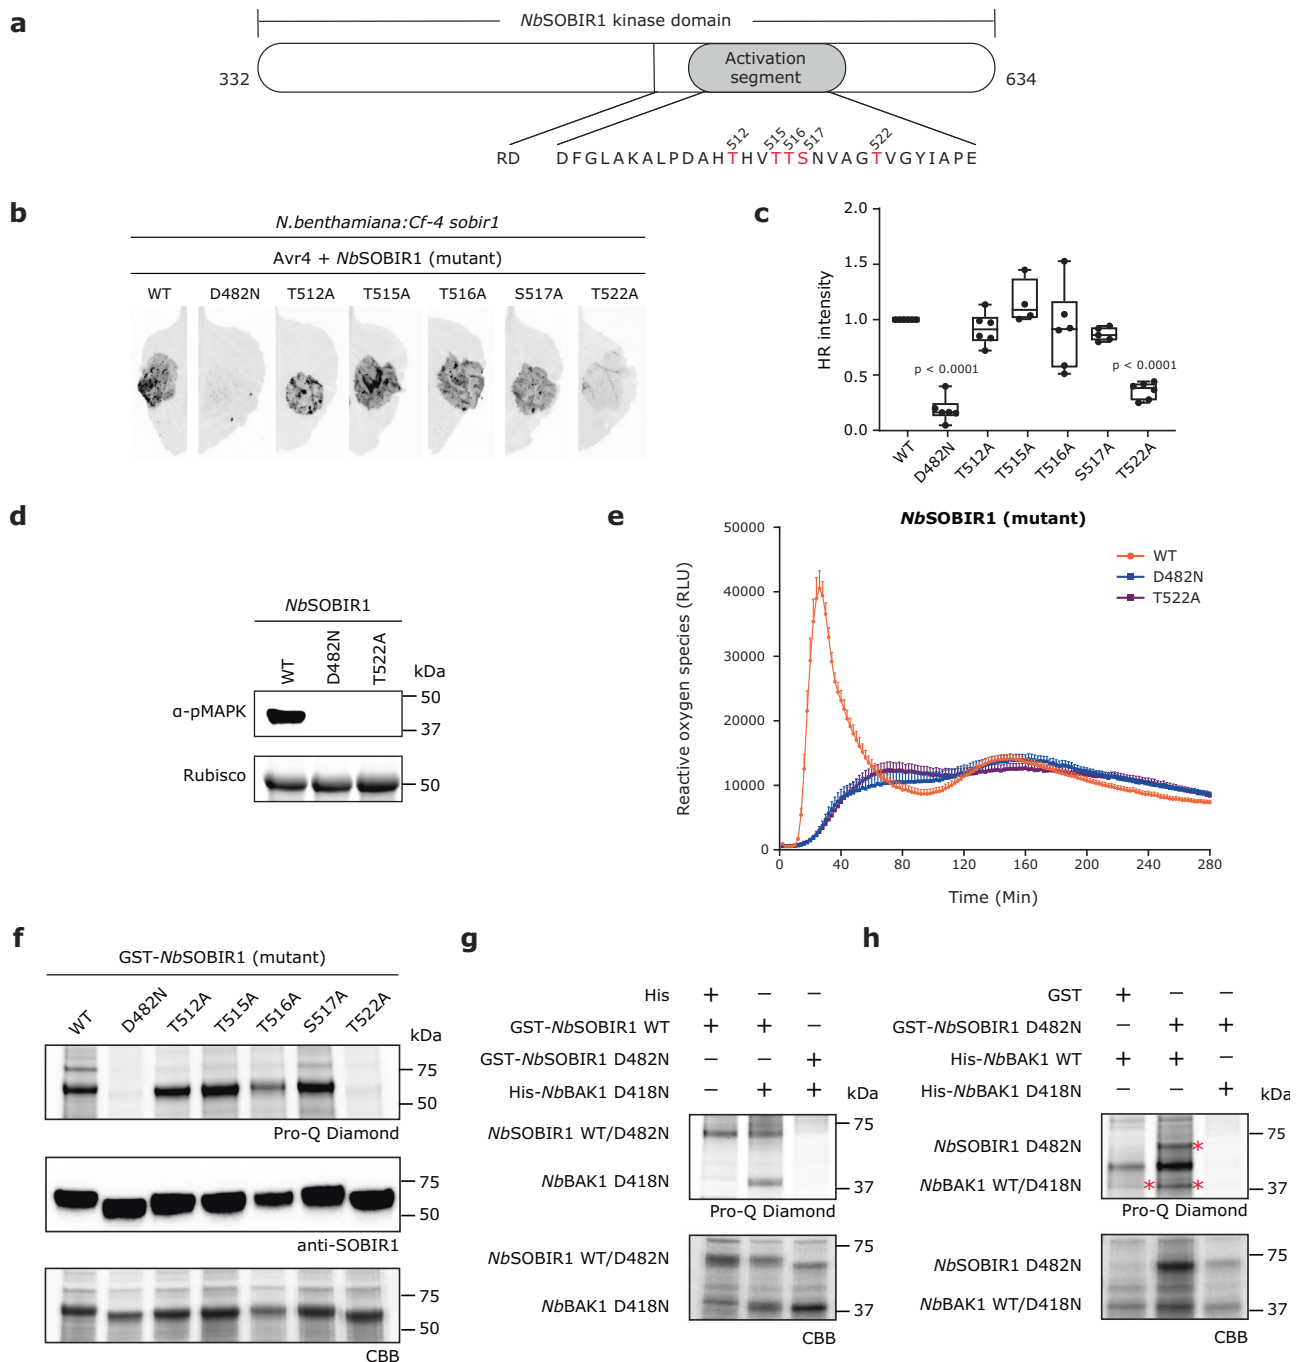 a
NbSOBIR1 kinase domain
332
Activation
segment
634
512
515
516
517
522
RD
DFGLAKALPDAHTHVTTSNVAGTVGYIAPE
b
N.benthamiana:Cf-4 sobir1
Avr4 + NbSOBIR1 (mutant)
WT D482N T512A T515A T516A S517A T522A
c
HR intensity
2.0
1.5
1.0
0.5
0.0
p < 0.0001
p < 0.0001
WT D482N T512A T515A T516A S517A T522A
d
NbSOBIR1
WT D482N T522A
kDa
α-pMAPK
50
37
Rubisco
50
e
NbSOBIR1 (mutant)
Reactive oxygen species (RLU)
50000
40000
30000
20000
10000
0
WT
D482N
T522A
0 40 80 120 160 200 240 280
Time (Min)
f
GST-NbSOBIR1 (mutant)
WT D482N T512A T515A T516A S517A T522A
kDa
75
50
Pro-Q Diamond
75
50
anti-SOBIR1
75
50
CBB
g
His + − −
GST-NbSOBIR1 WT + + −
GST-NbSOBIR1 D482N − − +
His-NbBAK1 D418N − + +
kDa
NbSOBIR1 WT/D482N
75
NbBAK1 D418N
37
Pro-Q Diamond
NbSOBIR1 WT/D482N
75
NbBAK1 D418N
37
CBB
h
GST + − −
GST-NbSOBIR1 D482N − + +
His-NbBAK1 WT + + −
His-NbBAK1 D418N − − +
kDa
NbSOBIR1 D482N
*
75
NbBAK1 WT/D418N
* *
37
Pro-Q Diamond
NbSOBIR1 D482N
75
NbBAK1 WT/D418N
37
CBB